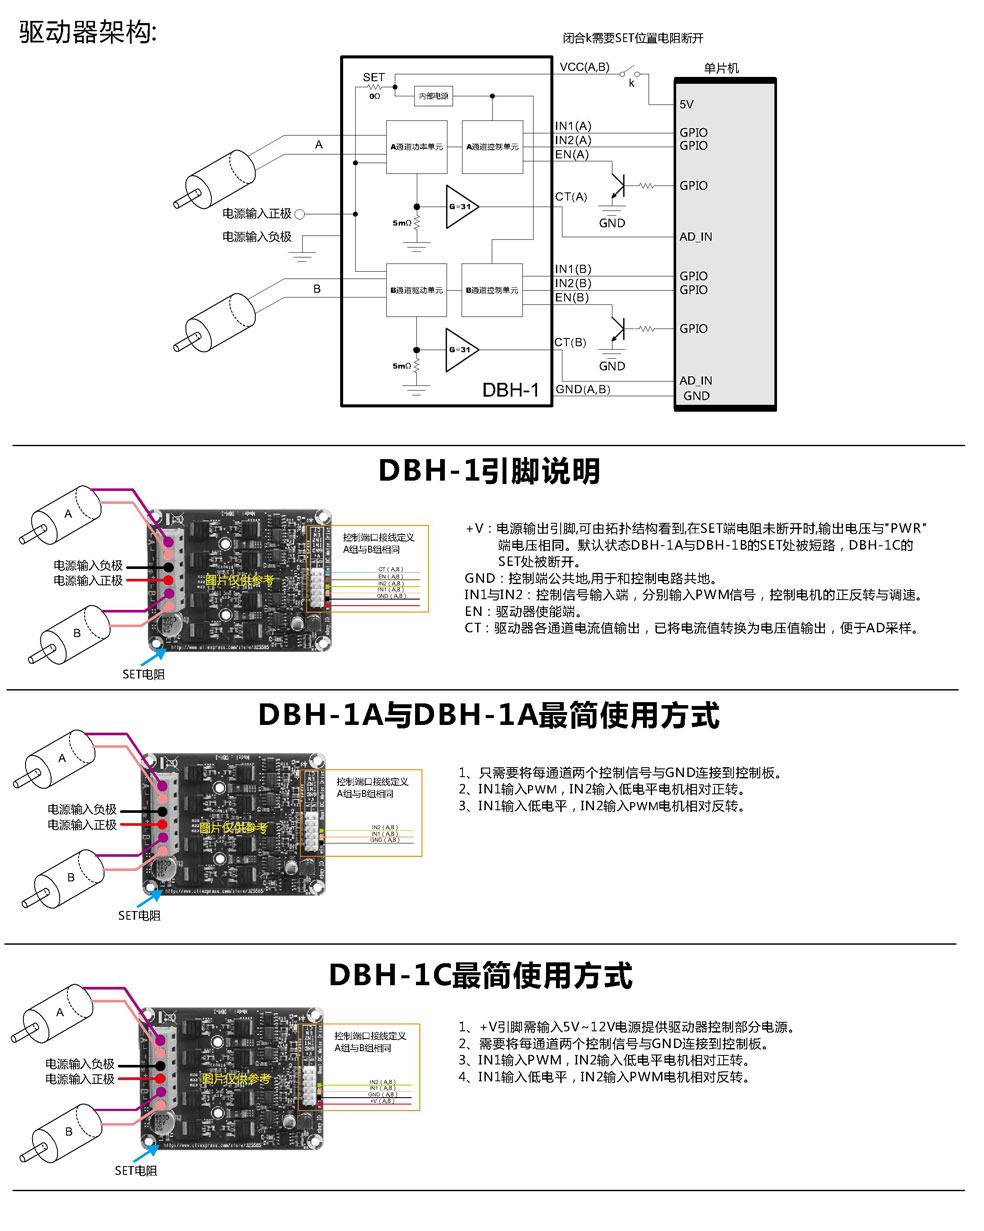 驱动器架构:
闭合k需要SET位置电阻断开
VCC(A,B)
k
单片机
SET
0Ω
内部电源
5V
IN1(A)
GPIO
IN2(A)
GPIO
EN(A)
A
A通道功率单元
A通道控制单元
GPIO
CT(A)
G=31
电源输入正极
5mΩ
GND
电源输入负极
AD_IN
IN1(B)
GPIO
IN2(B)
GPIO
EN(B)
B
B通道驱动单元
B通道控制单元
GPIO
CT(B)
G=31
5mΩ
GND
AD_IN
DBH-1
GND(A,B)
GND
DBH-1引脚说明
A
电源输入负极
电源输入正极
B
SET电阻
图片仅供参考
http://www.aliexpress.com/store/325585
控制端口接线定义
A组与B组相同
CT ( A,B )
EN ( A,B )
IN2 ( A,B )
IN1 ( A,B )
GND ( A,B )
+V：电源输出引脚,可由拓扑结构看到,在SET端电阻未断开时,输出电压与"PWR"
端电压相同。默认状态DBH-1A与DBH-1B的SET处被短路，DBH-1C的
SET处被断开。
GND：控制端公共地,用于和控制电路共地。
IN1与IN2：控制信号输入端，分别输入PWM信号，控制电机的正反转与调速。
EN：驱动器使能端。
CT：驱动器各通道电流值输出，已将电流值转换为电压值输出，便于AD采样。
DBH-1A与DBH-1A最简使用方式
A
电源输入负极
电源输入正极
B
SET电阻
图片仅供参考
http://www.aliexpress.com/store/325585
控制端口接线定义
A组与B组相同
IN2 ( A,B )
IN1 ( A,B )
GND ( A,B )
1、只需要将每通道两个控制信号与GND连接到控制板。
2、IN1输入PWM，IN2输入低电平电机相对正转。
3、IN1输入低电平，IN2输入PWM电机相对反转。
DBH-1C最简使用方式
A
电源输入负极
电源输入正极
B
SET电阻
图片仅供参考
http://www.aliexpress.com/store/325585
控制端口接线定义
A组与B组相同
IN2 ( A,B )
IN1 ( A,B )
GND ( A,B )
+V ( A,B )
1、+V引脚需输入5V~12V电源提供驱动器控制部分电源。
2、需要将每通道两个控制信号与GND连接到控制板。
3、IN1输入PWM，IN2输入低电平电机相对正转。
4、IN1输入低电平，IN2输入PWM电机相对反转。